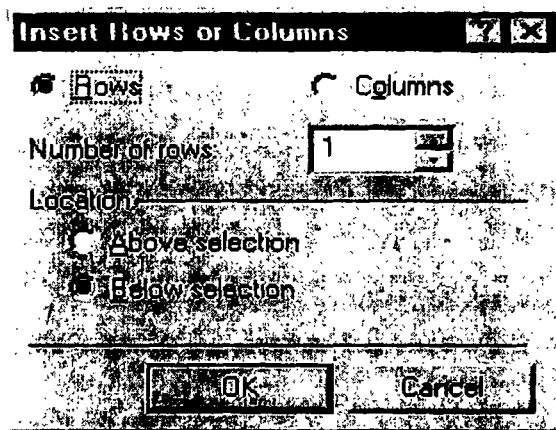 Insert Rows or Columns
Rows Columns
Number of rows: 1
Location
Above selection
Below selection
OK Cancel